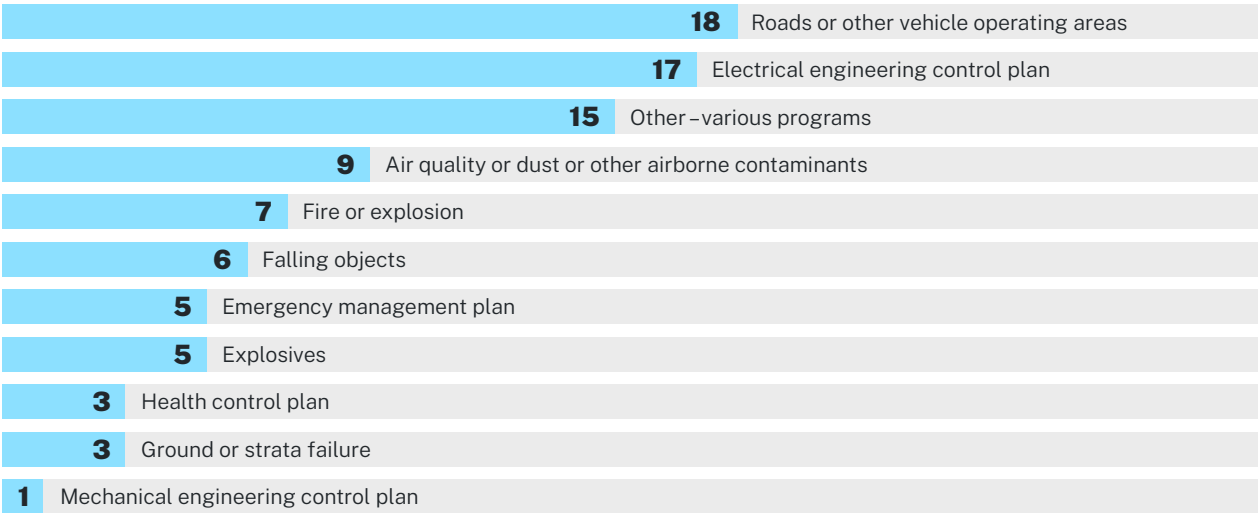 18 Roads or other vehicle operating areas
17 Electrical engineering control plan
15 Other – various programs
9 Air quality or dust or other airborne contaminants
7 Fire or explosion
6 Falling objects
5 Emergency management plan
5 Explosives
3 Health control plan
3 Ground or strata failure
1 Mechanical engineering control plan